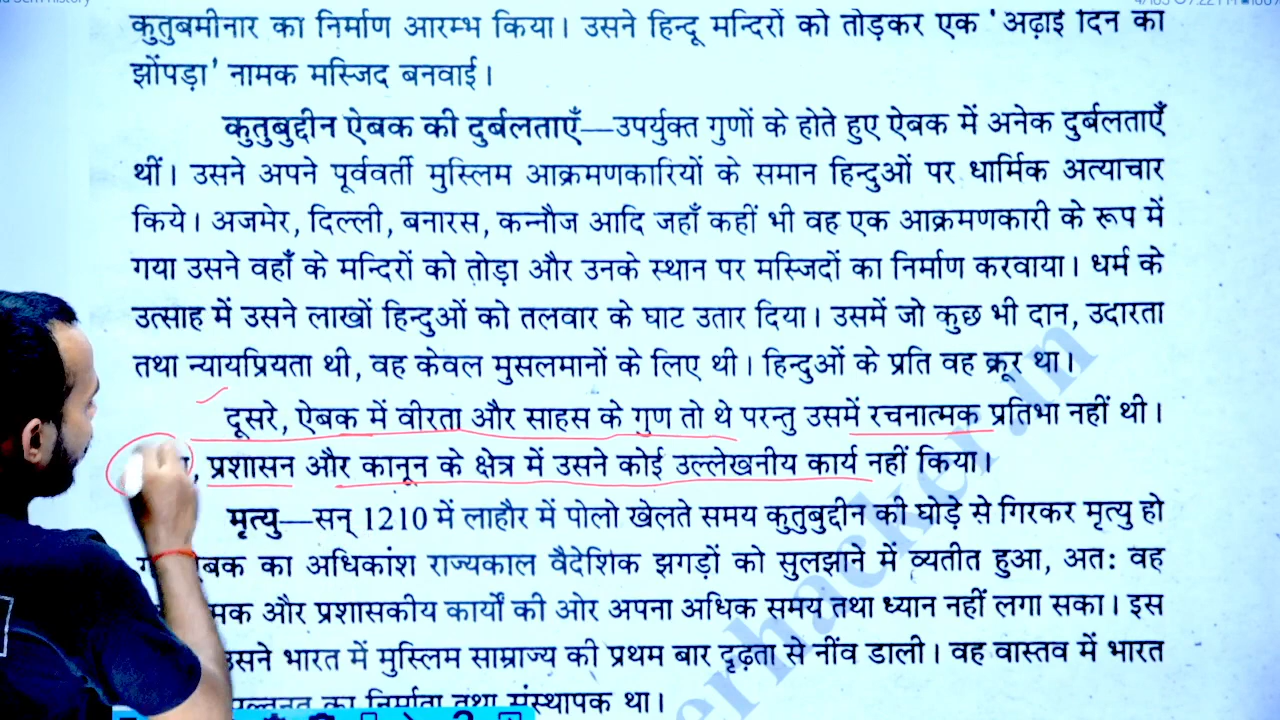 कुतुबमीनार का निर्माण आरम्भ किया। उसने हिन्दू मन्दिरों को तोड़कर एक 'अढ़ाई दिन का
झोंपड़ा' नामक मस्जिद बनवाई।
कुतुबुद्दीन ऐबक की दुर्बलताएँ—उपर्युक्त गुणों के होते हुए ऐबक में अनेक दुर्बलताएँ
थीं। उसने अपने पूर्ववर्ती मुस्लिम आक्रमणकारियों के समान हिन्दुओं पर धार्मिक अत्याचार
किये। अजमेर, दिल्ली, बनारस, कन्नौज आदि जहाँ कहीं भी वह एक आक्रमणकारी के रूप में
गया उसने वहाँ के मन्दिरों को तोड़ा और उनके स्थान पर मस्जिदों का निर्माण करवाया। धर्म के
उत्साह में उसने लाखों हिन्दुओं को तलवार के घाट उतार दिया। उसमें जो कुछ भी दान, उदारता
तथा न्यायप्रियता थी, वह केवल मुसलमानों के लिए थी। हिन्दुओं के प्रति वह क्रूर था।
दूसरे, ऐबक में वीरता और साहस के गुण तो थे परन्तु उसमें रचनात्मक प्रतिभा नहीं थी।
, प्रशासन और कानून के क्षेत्र में उसने कोई उल्लेखनीय कार्य नहीं किया।
मृत्यु—सन् 1210 में लाहौर में पोलो खेलते समय कुतुबुद्दीन की घोड़े से गिरकर मृत्यु हो
बक का अधिकांश राज्यकाल वैदेशिक झगड़ों को सुलझाने में व्यतीत हुआ, अतः वह
मक और प्रशासकीय कार्यों की ओर अपना अधिक समय तथा ध्यान नहीं लगा सका। इस
उसने भारत में मुस्लिम साम्राज्य की प्रथम बार दृढ़ता से नींव डाली। वह वास्तव में भारत
का निर्माता तथा संस्थापक था।